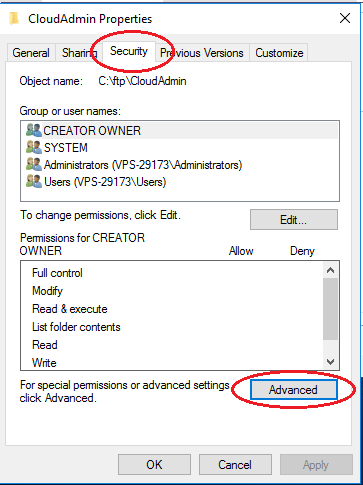 CloudAdmin Properties
General Sharing Security Previous Versions Customize
Object name: C:\ftp\CloudAdmin
Group or user names:
CREATOR OWNER
SYSTEM
Administrators (VPS-29173\Administrators)
Users (VPS-29173\Users)
To change permissions, click Edit.
Edit...
Permissions for CREATOR
OWNER Allow Deny
Full control
Modify
Read & execute
List folder contents
Read
Write
For special permissions or advanced settings,
click Advanced.
Advanced
OK Cancel Apply